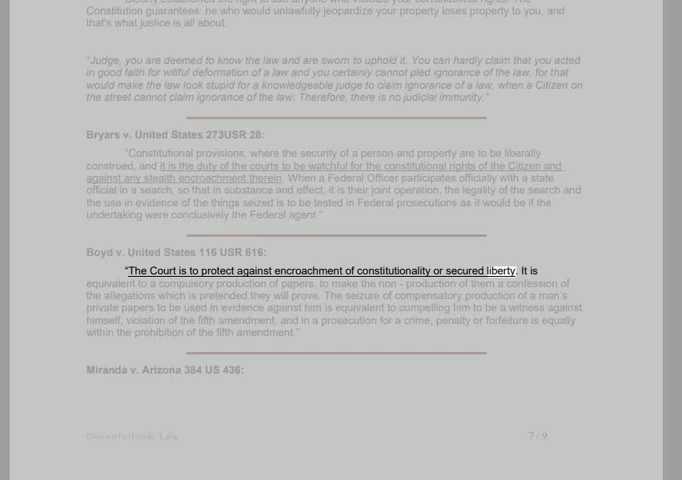 Constitution guarantees: he who would unlawfully jeopardize your property loses property to you, and
that's what justice is all about.
"Judge, you are deemed to know the law and are sworn to uphold it. You can hardly claim that you acted
in good faith for willful deformation of a law and you certainly cannot pled ignorance of the law, for that
would make the law look stupid for a knowledgeable judge to claim ignorance of a law, when a Citizen on
the street cannot claim ignorance of the law. Therefore, there is no judicial immunity."
Bryars v. United States 273USR 28:
"Constitutional provisions, where the security of a person and property are to be liberally
construed, and it is the duty of the courts to be watchful for the constitutional rights of the Citizen and
against any stealth encroachment therein. When a Federal Officer participates officially with a state
official in a search, so that in substance and effect, it is their joint operation, the legality of the search and
the use in evidence of the things seized is to be tested in Federal prosecutions as it would be if the
undertaking were conclusively the Federal agent."
Boyd v. United States 116 USR 616:
"The Court is to protect against encroachment of constitutionality or secured liberty. It is
equivalent to a compulsory production of papers, to make the non - production of them a confession of
the allegations which is pretended they will prove. The seizure of compensatory production of a man's
private papers to be used in evidence against him is equivalent to compelling him to be a witness against
himself, violation of the fifth amendment, and in a prosecution for a crime, penalty or forfeiture is equally
within the prohibition of the fifth amendment."
Miranda v. Arizona 384 US 436:
Constitutional Law 7 / 9